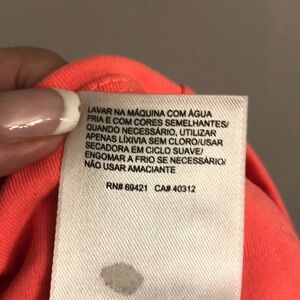 LAVAR NA MÁQUINA COM ÁGUA
FRIA E COM CORES SEMELHANTES/
QUANDO NECESSÁRIO, UTILIZAR
APENAS LIXIVIA SEM CLORO/USAR
SECADORA EM CICLO SUAVE/
ENGOMAR A FRIO SE NECESSÁRIO/
NÃO USAR AMACIANTE
RN# 69421 CA# 40312